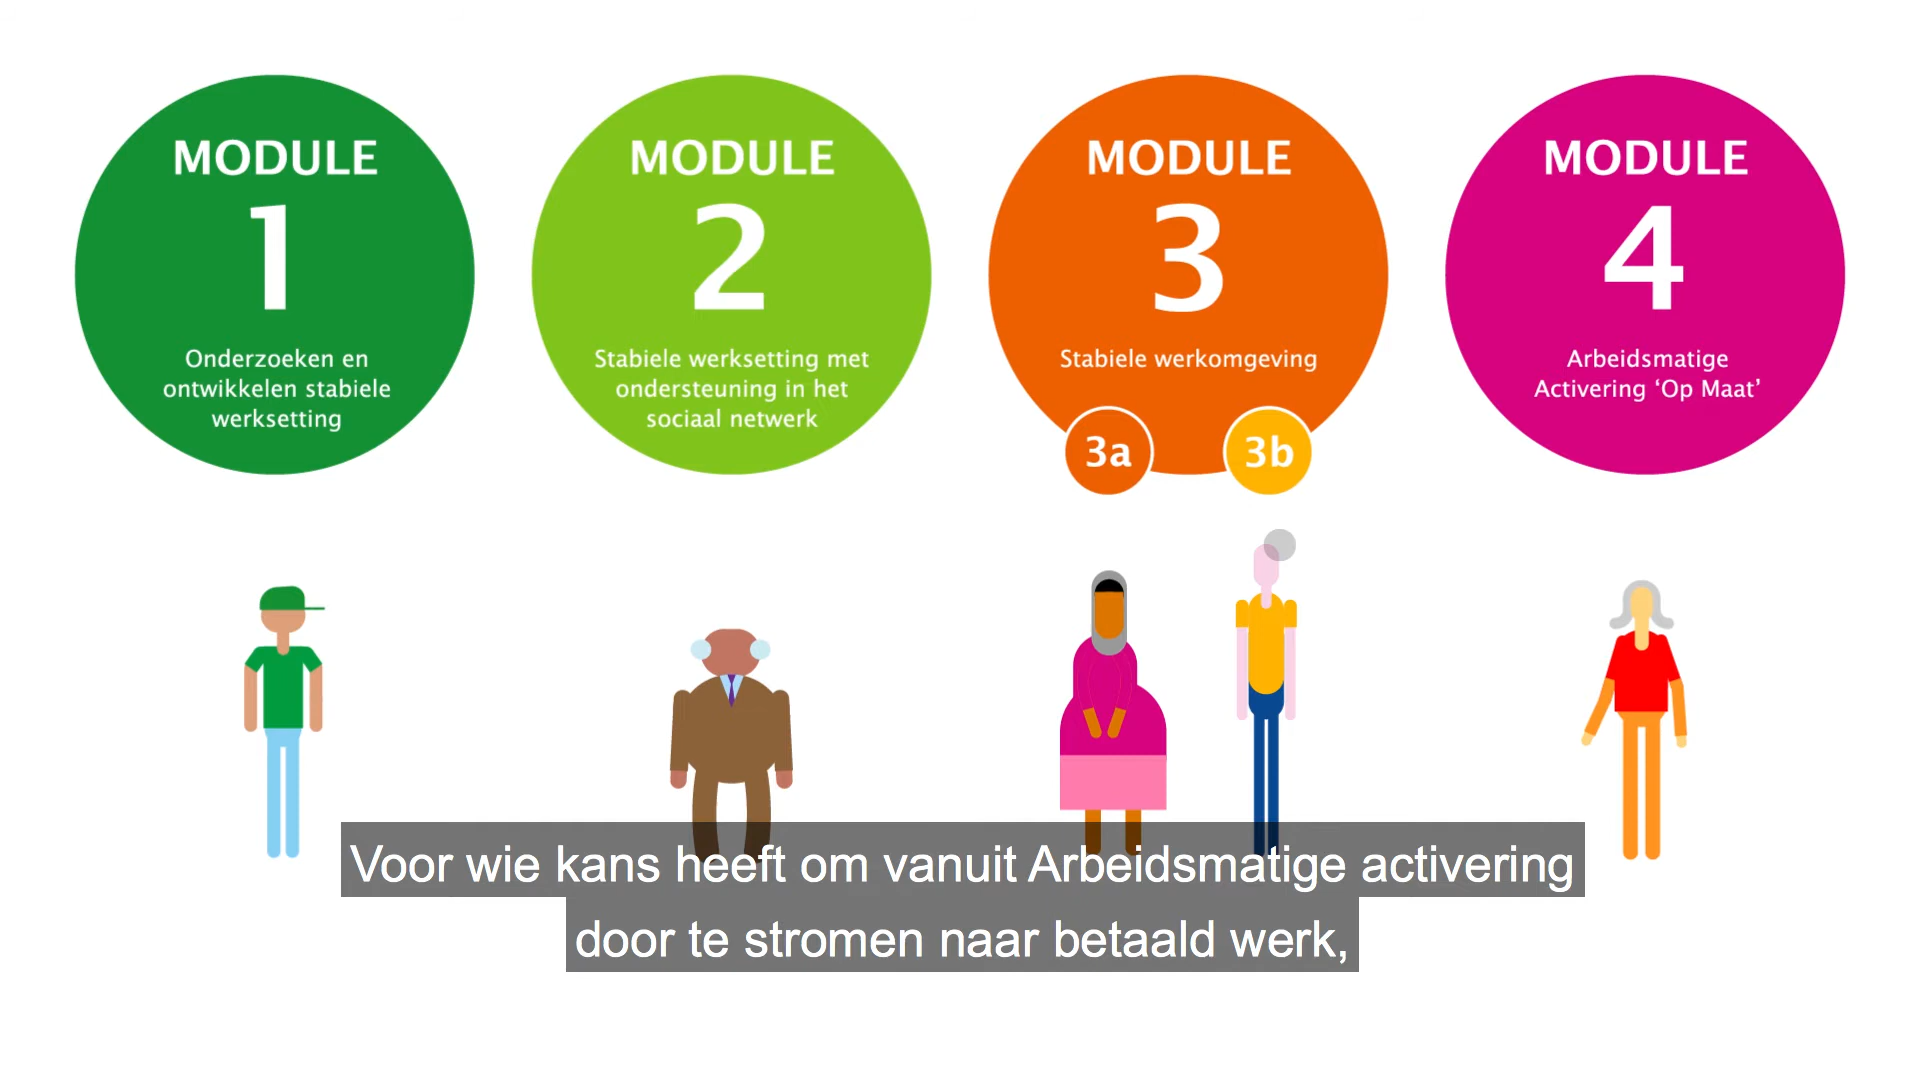 MODULE
1
Onderzoeken en
ontwikkelen stabiele
werksetting
MODULE
2
Stabiele werksetting met
ondersteuning in het
sociaal netwerk
MODULE
3
Stabiele werkomgeving
3a
3b
MODULE
4
Arbeidsmatige
Activering ‘Op Maat’
Voor wie kans heeft om vanuit Arbeidsmatige activering
door te stromen naar betaald werk,